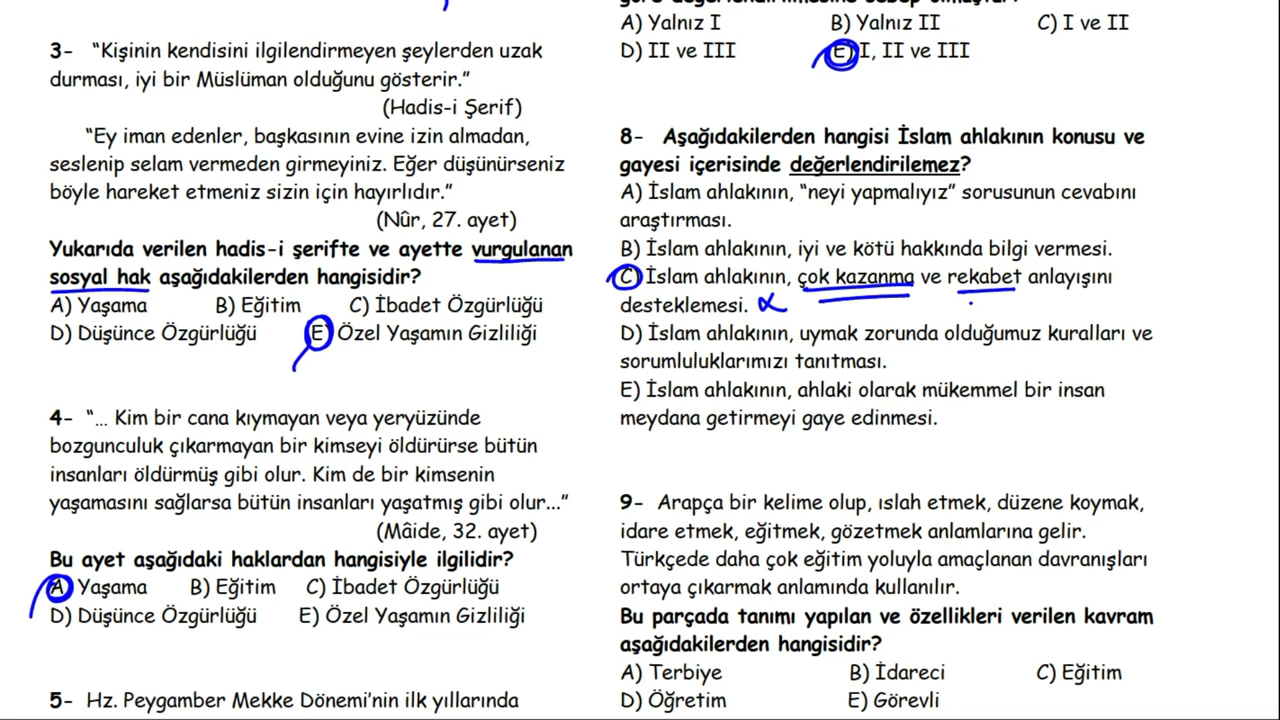 3- “Kişinin kendisini ilgilendirmeyen şeylerden uzak
durması, iyi bir Müslüman olduğunu gösterir.”
(Hadis-i Şerif)
“Ey iman edenler, başkasının evine izin almadan,
seslenip selam vermeden girmeyiniz. Eğer düşünürseniz
böyle hareket etmeniz sizin için hayırlıdır.”
(Nûr, 27. ayet)
Yukarıda verilen hadis-i şerifte ve ayette vurgulanan
sosyal hak aşağıdakilerden hangisidir?
A) Yaşama B) Eğitim C) İbadet Özgürlüğü
D) Düşünce Özgürlüğü E) Özel Yaşamın Gizliliği
4- “… Kim bir cana kıymayan veya yeryüzünde
bozgunculuk çıkarmayan bir kimseyi öldürürse bütün
insanları öldürmüş gibi olur. Kim de bir kimsenin
yaşamasını sağlarsa bütün insanları yaşatmış gibi olur...”
(Mâide, 32. ayet)
Bu ayet aşağıdaki haklardan hangisiyle ilgilidir?
A) Yaşama B) Eğitim C) İbadet Özgürlüğü
D) Düşünce Özgürlüğü E) Özel Yaşamın Gizliliği
5- Hz. Peygamber Mekke Dönemi’nin ilk yıllarında
A) Yalnız I B) Yalnız II C) I ve II
D) II ve III E) I, II ve III
8- Aşağıdakilerden hangisi İslam ahlakının konusu ve
gayesi içerisinde değerlendirilemez?
A) İslam ahlakının, “neyi yapmalıyız” sorusunun cevabını
araştırması.
B) İslam ahlakının, iyi ve kötü hakkında bilgi vermesi.
C) İslam ahlakının, çok kazanma ve rekabet anlayışını
desteklemesi.
D) İslam ahlakının, uymak zorunda olduğumuz kuralları ve
sorumluluklarımızı tanıtması.
E) İslam ahlakının, ahlaki olarak mükemmel bir insan
meydana getirmeyi gaye edinmesi.
9- Arapça bir kelime olup, ıslah etmek, düzene koymak,
idare etmek, eğitmek, gözetmek anlamlarına gelir.
Türkçede daha çok eğitim yoluyla amaçlanan davranışları
ortaya çıkarmak anlamında kullanılır.
Bu parçada tanımı yapılan ve özellikleri verilen kavram
aşağıdakilerden hangisidir?
A) Terbiye B) İdareci C) Eğitim
D) Öğretim E) Görevli